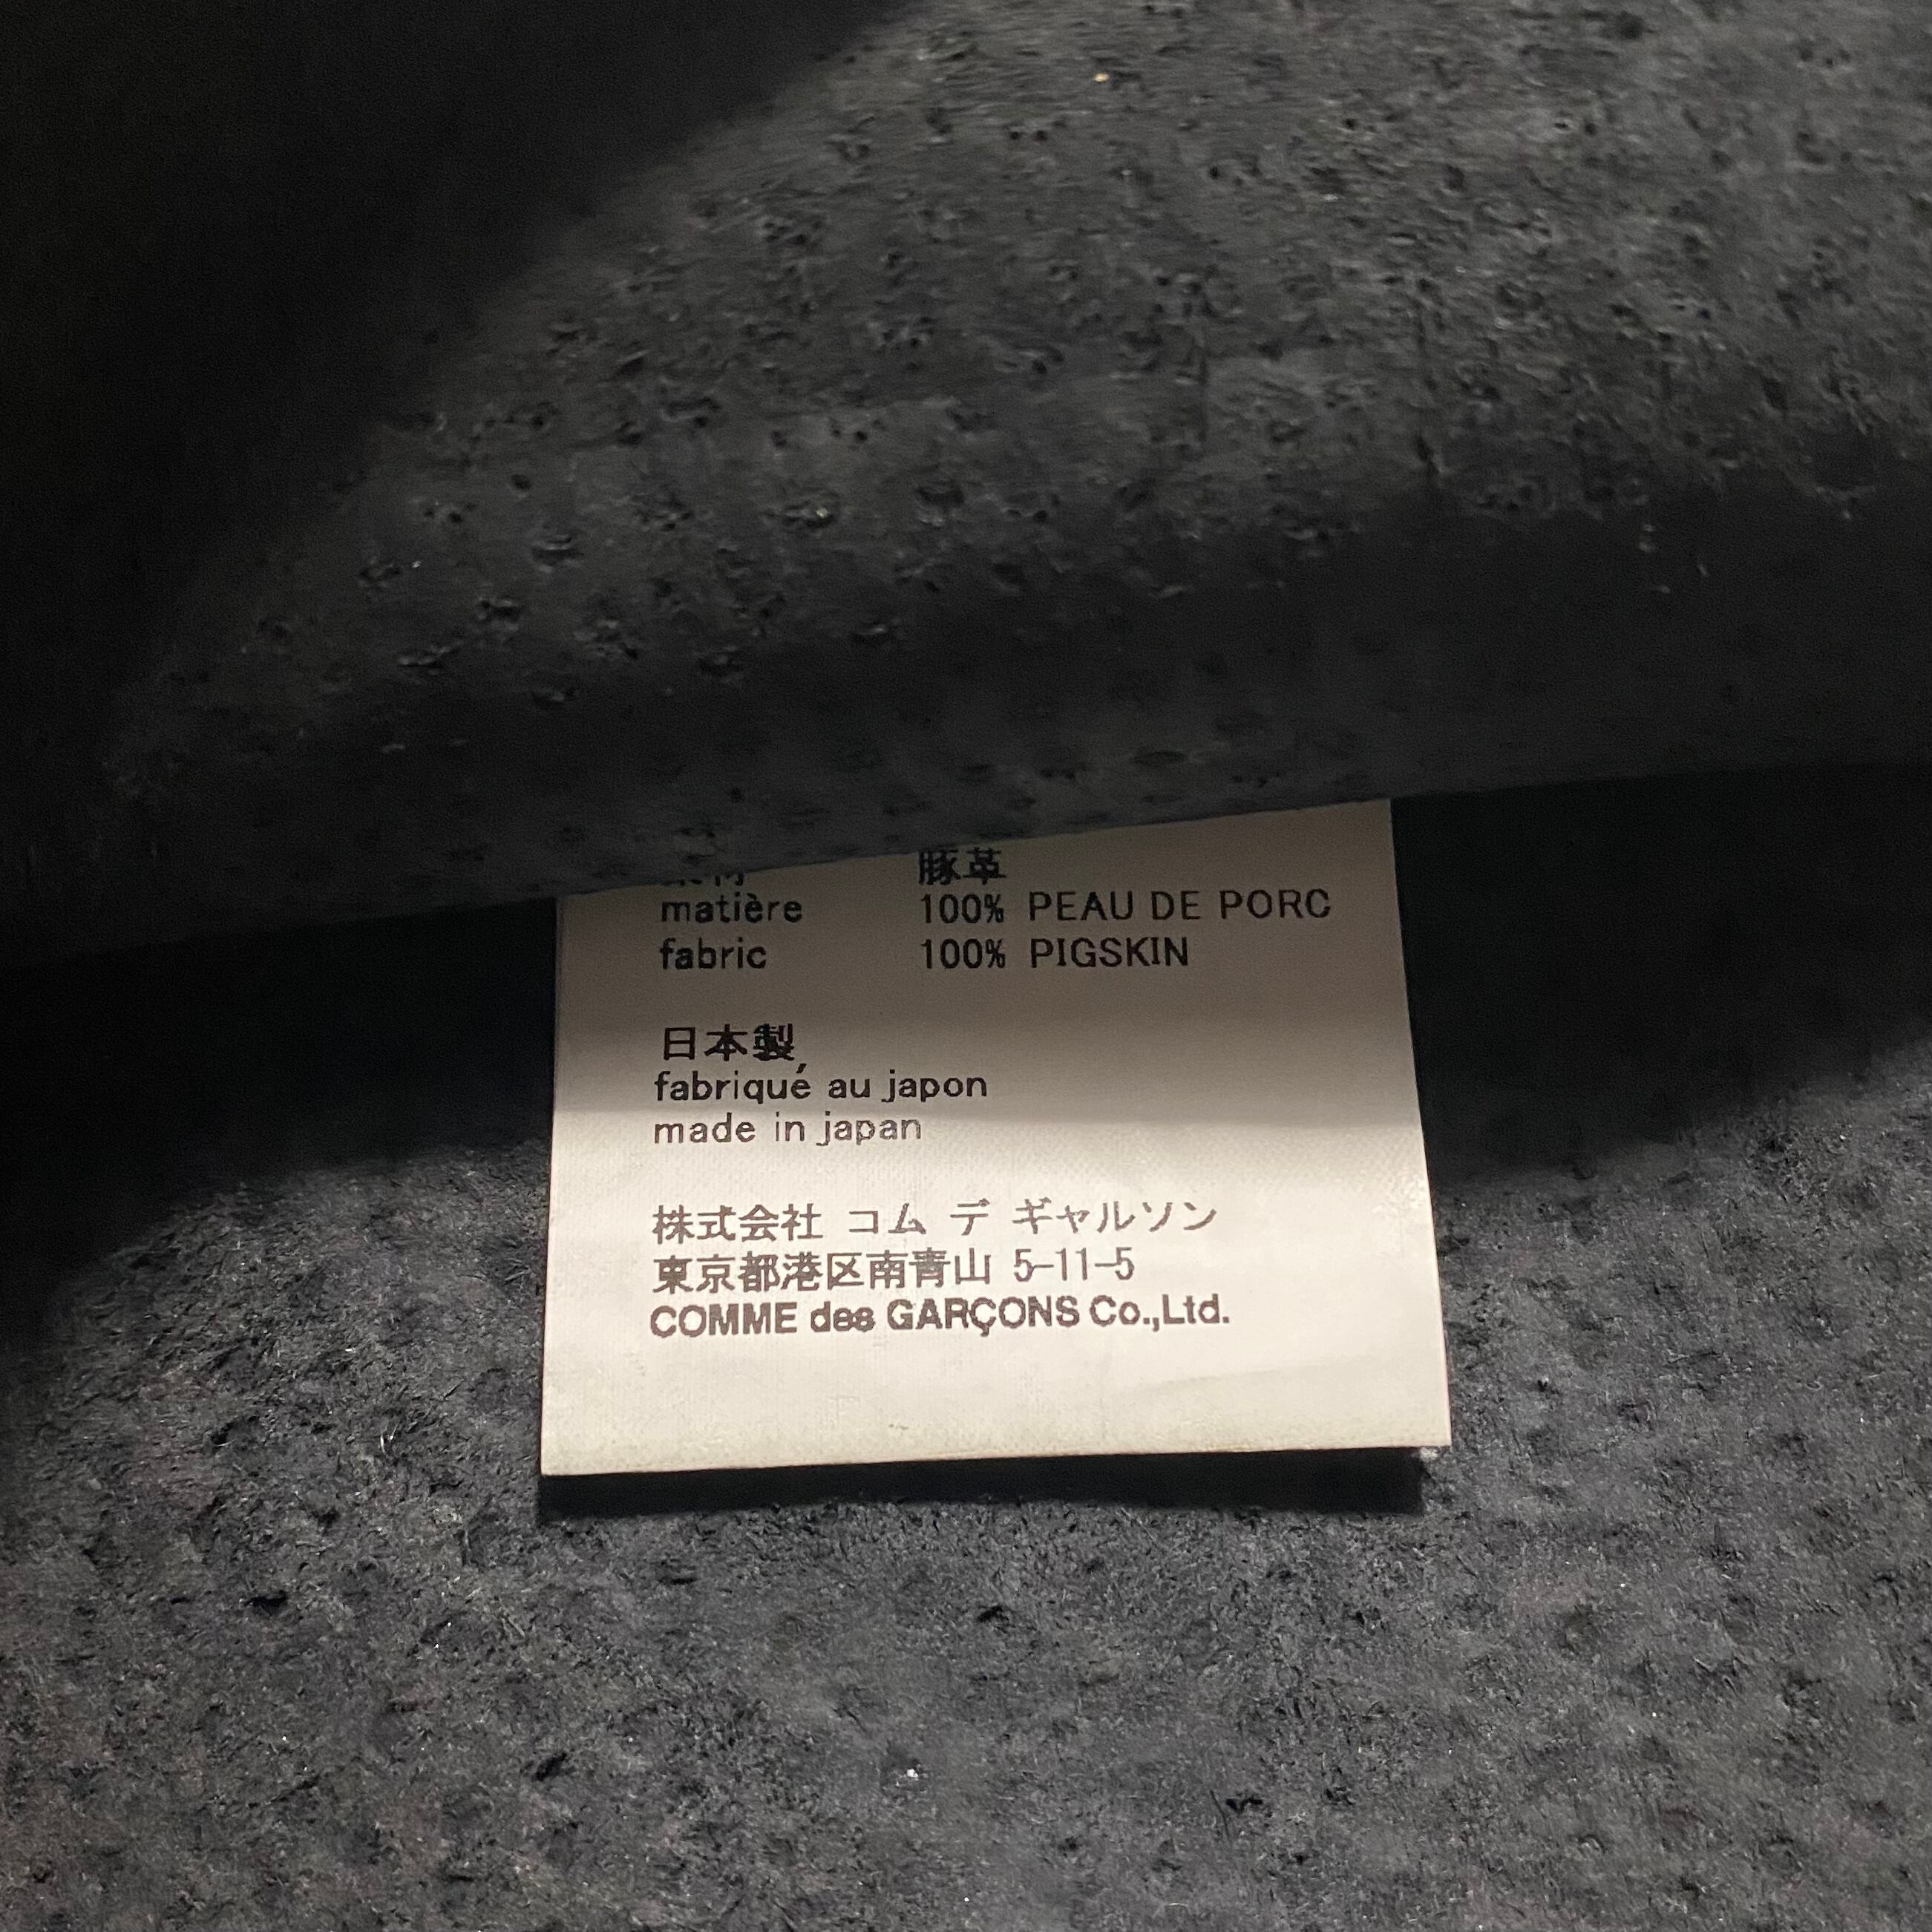 豚革
matière 100% PEAU DE PORC
fabric 100% PIGSKIN
日本製
fabriqué au japon
made in japan
株式会社 コム デ ギャルソン
東京都港区南青山 5-11-5
COMME des GARÇONS Co.,Ltd.